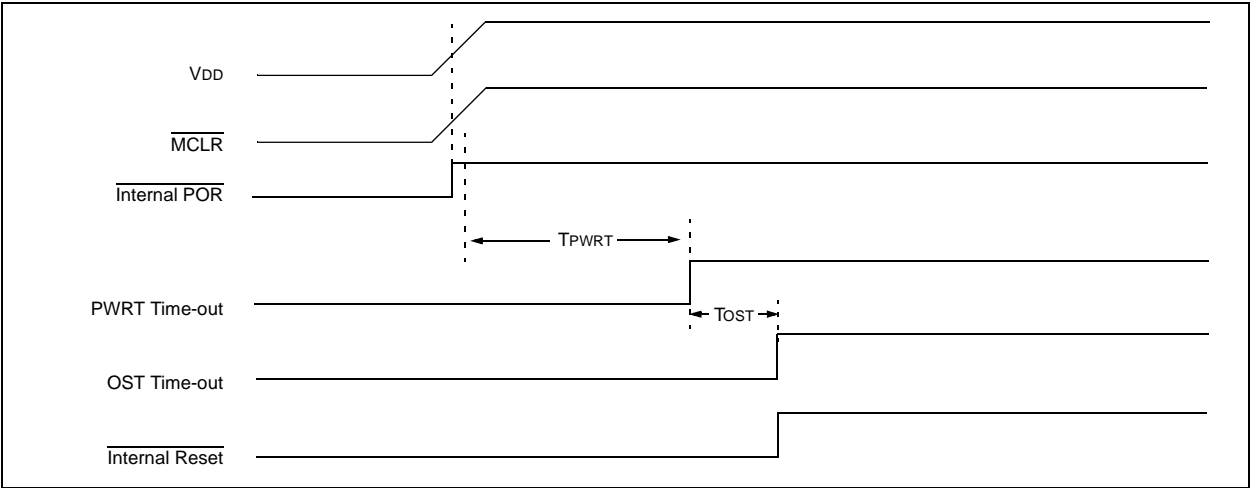 VDD
MCLR
Internal POR
TPWRT
PWRT Time-out
TOST
OST Time-out
Internal Reset